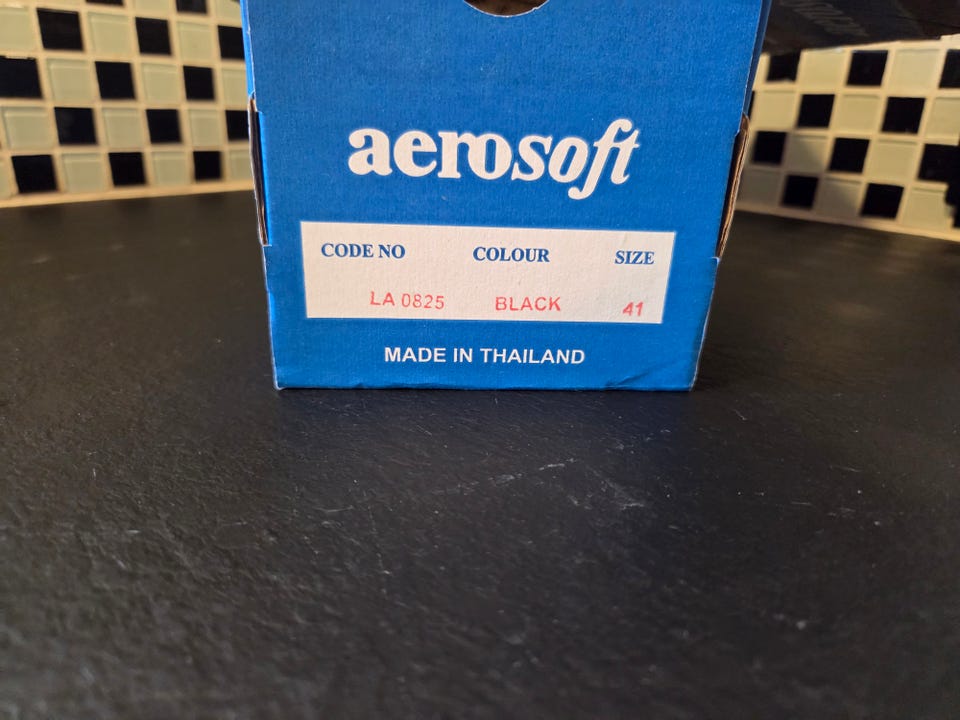 aerosoft
CODE NO COLOUR SIZE
LA 0825 BLACK 41
MADE IN THAILAND